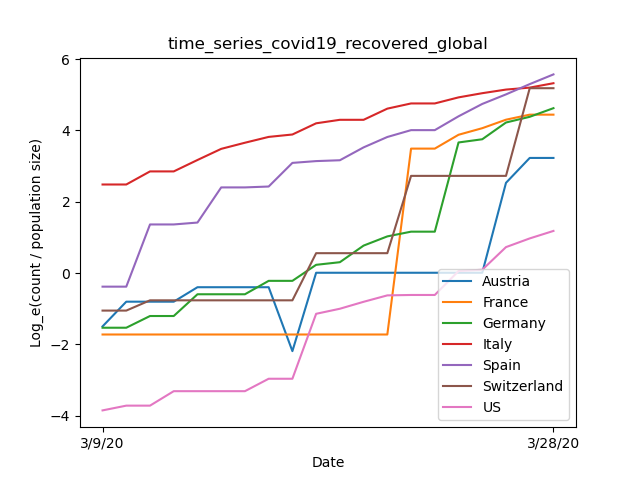 time_series_covid19_recovered_global
Log_e(count / population size)
6
4
2
0
−2
−4
Austria
France
Germany
Italy
Spain
Switzerland
US
3/9/20
3/28/20
Date